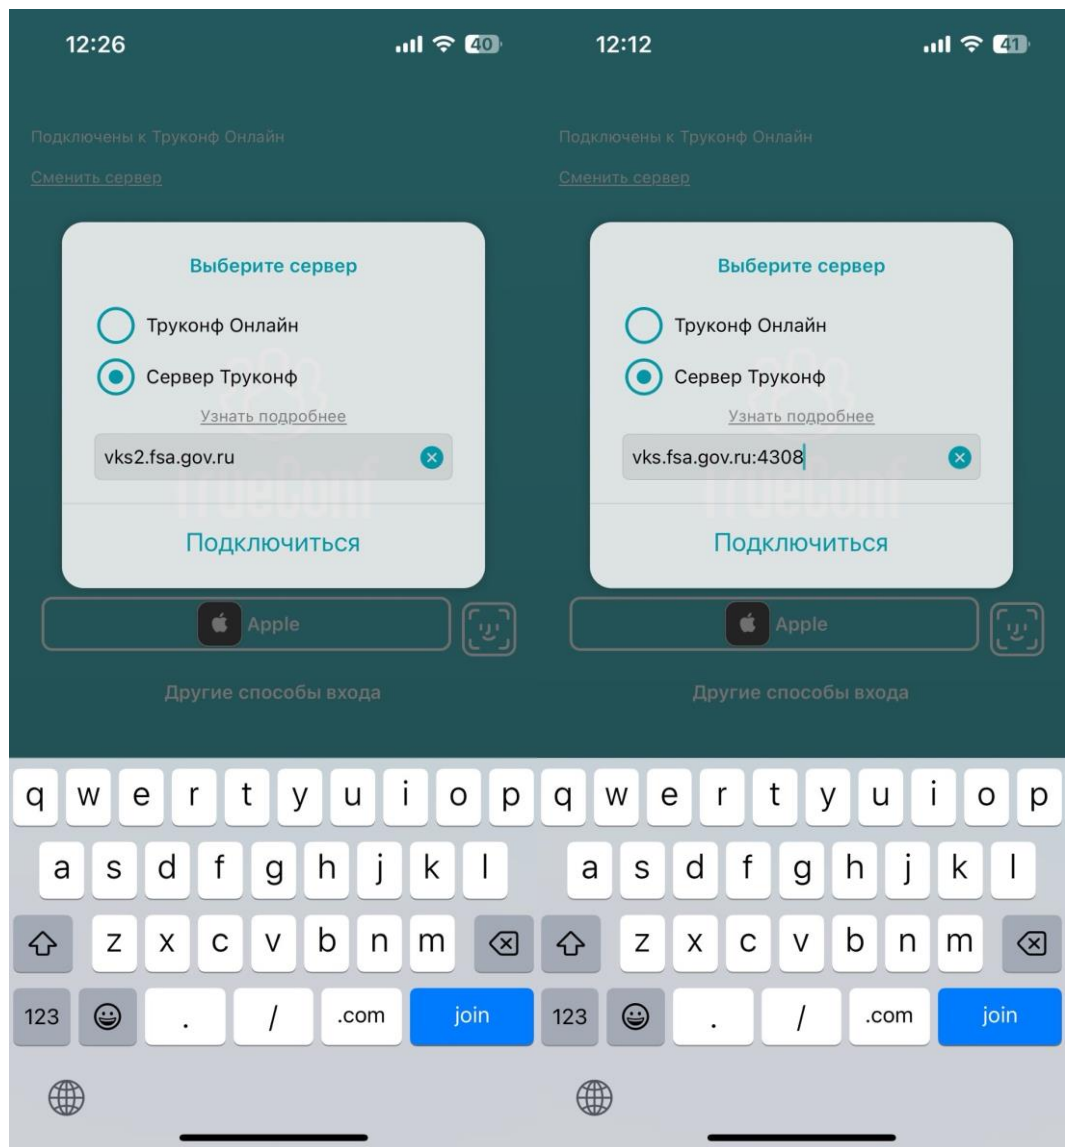 12:26
40
Подключены к Труконф Онлайн
Сменить сервер
Выберите сервер
Труконф Онлайн
Сервер Труконф
Узнать подробнее
vks2.fsa.gov.ru
TrueConf
Подключиться
Apple
Другие способы входа
q w e r t y u i o p
a s d f g h j k l
z x c v b n m
123 . / .com join
12:12
41
Подключены к Труконф Онлайн
Сменить сервер
Выберите сервер
Труконф Онлайн
Сервер Труконф
Узнать подробнее
vks.fsa.gov.ru:4308
TrueConf
Подключиться
Apple
Другие способы входа
q w e r t y u i o p
a s d f g h j k l
z x c v b n m
123 . / .com join